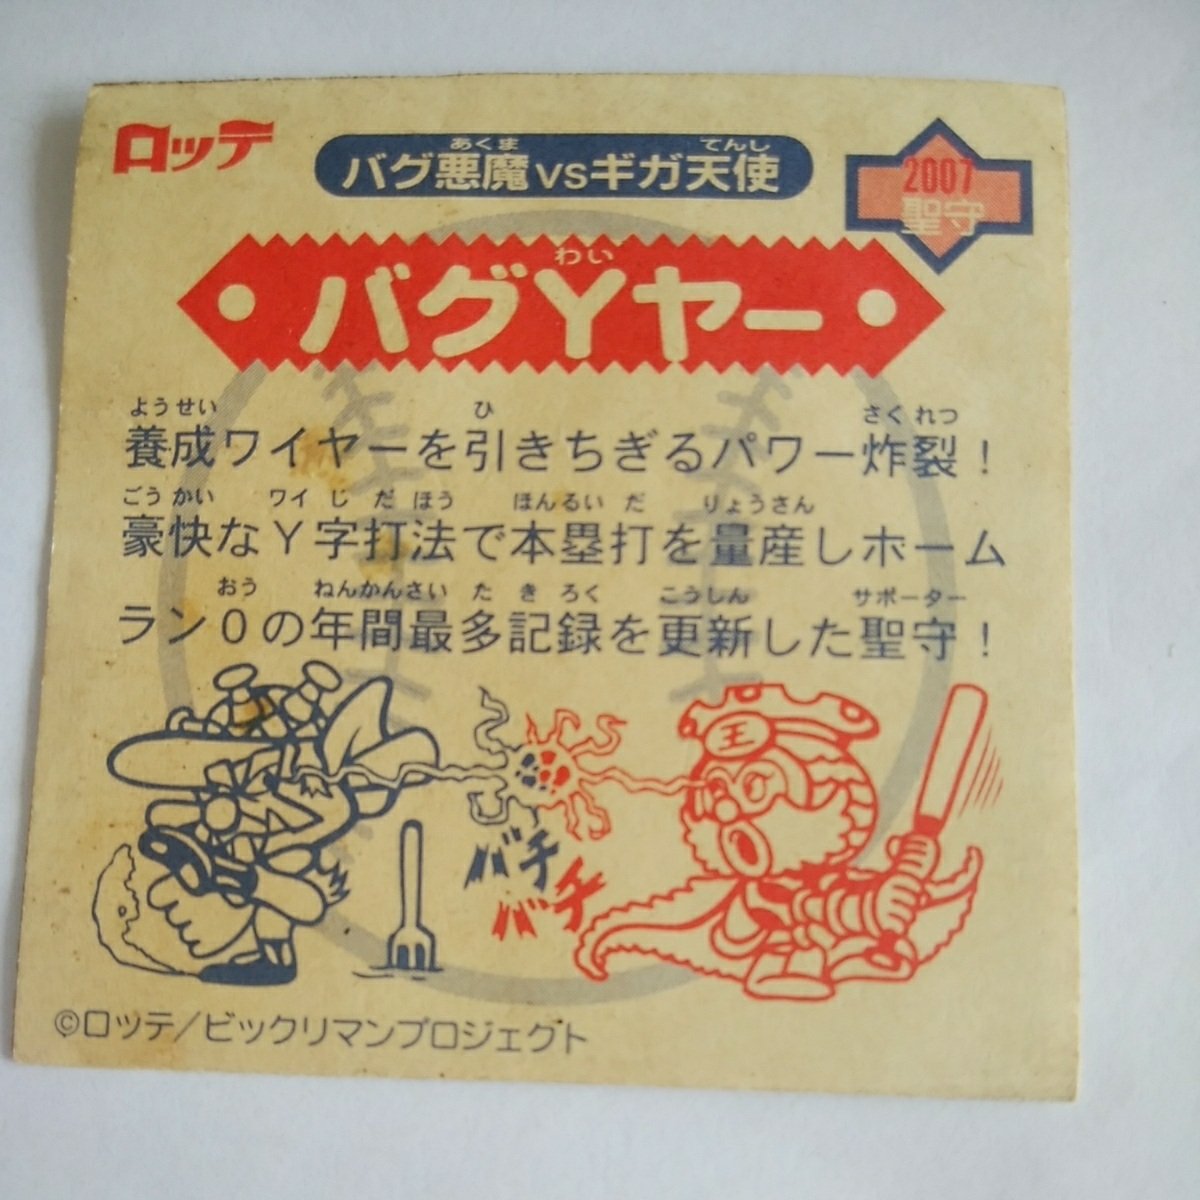 ロッテ
あくま てんし
バグ悪魔vsギガ天使
2007
聖守
わい
バグYヤー
ようせい ひ さくれつ
養成ワイヤーを引きちぎるパワー炸裂！
ごうかい ワイじだほう ほんるいだ りょうさん
豪快なY字打法で本塁打を量産しホーム
おう ねんかんさいたきろく こうしん サポーター
ラン0の年間最多記録を更新した聖守！
王
バチ
バチ
©ロッテ/ビックリマンプロジェクト